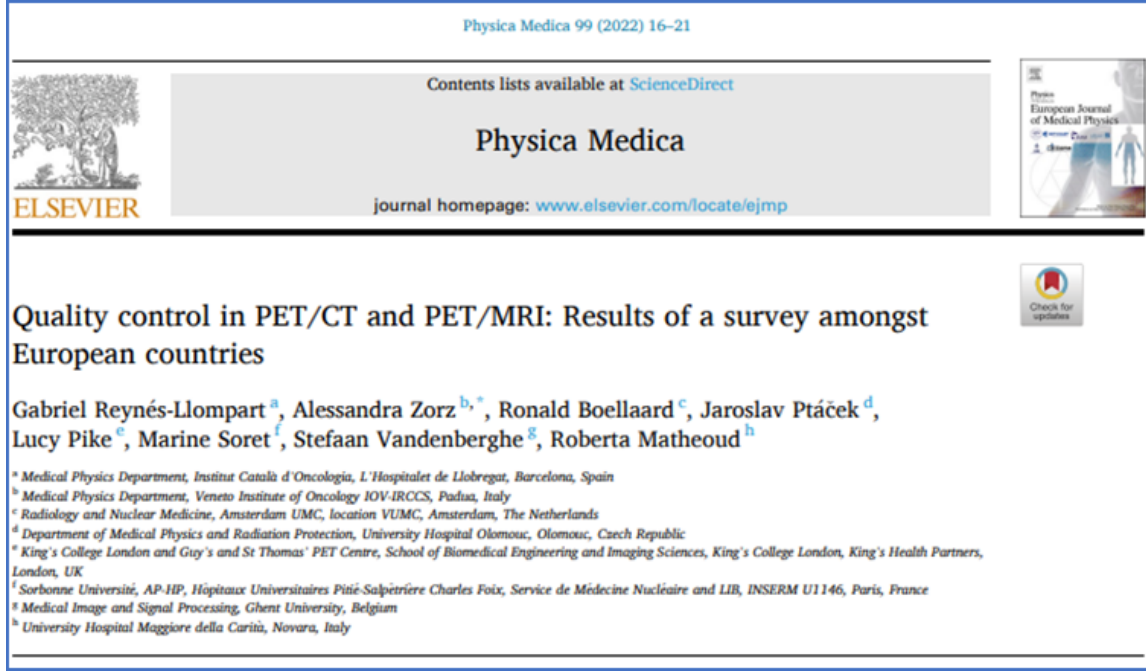 Physica Medica 99 (2022) 16–21
Contents lists available at ScienceDirect
Physica Medica
journal homepage: www.elsevier.com/locate/ejmp
ELSEVIER
Physica
European Journal
of Medical Physics
Check for
updates
Quality control in PET/CT and PET/MRI: Results of a survey amongst
European countries
Gabriel Reynés-Llompart a, Alessandra Zorz b,*, Ronald Boellaard c, Jaroslav Ptáček d,
Lucy Pike e, Marine Soret f, Stefaan Vandenberghe g, Roberta Matheoud h
a Medical Physics Department, Institut Català d'Oncologia, L'Hospitalet de Llobregat, Barcelona, Spain
b Medical Physics Department, Veneto Institute of Oncology IOV-IRCCS, Padua, Italy
c Radiology and Nuclear Medicine, Amsterdam UMC, location VUMC, Amsterdam, The Netherlands
d Department of Medical Physics and Radiation Protection, University Hospital Olomouc, Olomouc, Czech Republic
e King's College London and Guy's and St Thomas' PET Centre, School of Biomedical Engineering and Imaging Sciences, King's College London, King's Health Partners,
London, UK
f Sorbonne Université, AP-HP, Hôpitaux Universitaires Pitié-Salpêtrière Charles Foix, Service de Médecine Nucléaire and LIB, INSERM U1146, Paris, France
g Medical Image and Signal Processing, Ghent University, Belgium
h University Hospital Maggiore della Carità, Novara, Italy